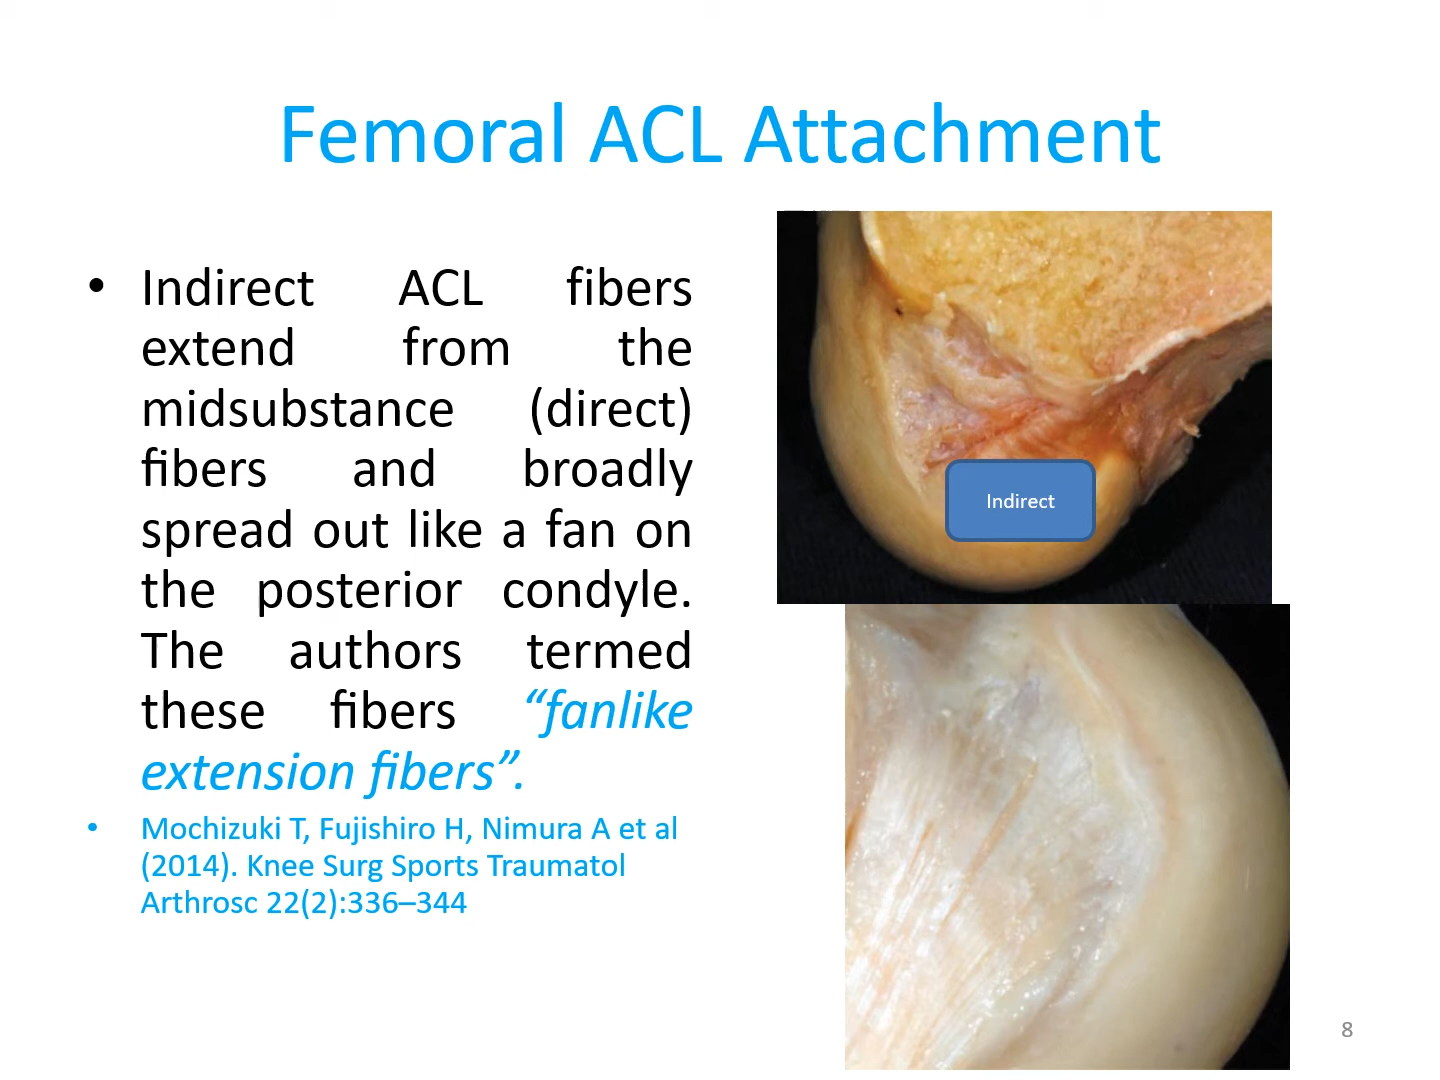 Femoral ACL Attachment
• Indirect ACL fibers
extend from the
midsubstance (direct)
fibers and broadly
spread out like a fan on
the posterior condyle.
The authors termed
these fibers “fanlike
extension fibers”.
• Mochizuki T, Fujishiro H, Nimura A et al
(2014). Knee Surg Sports Traumatol
Arthrosc 22(2):336–344
Indirect
8